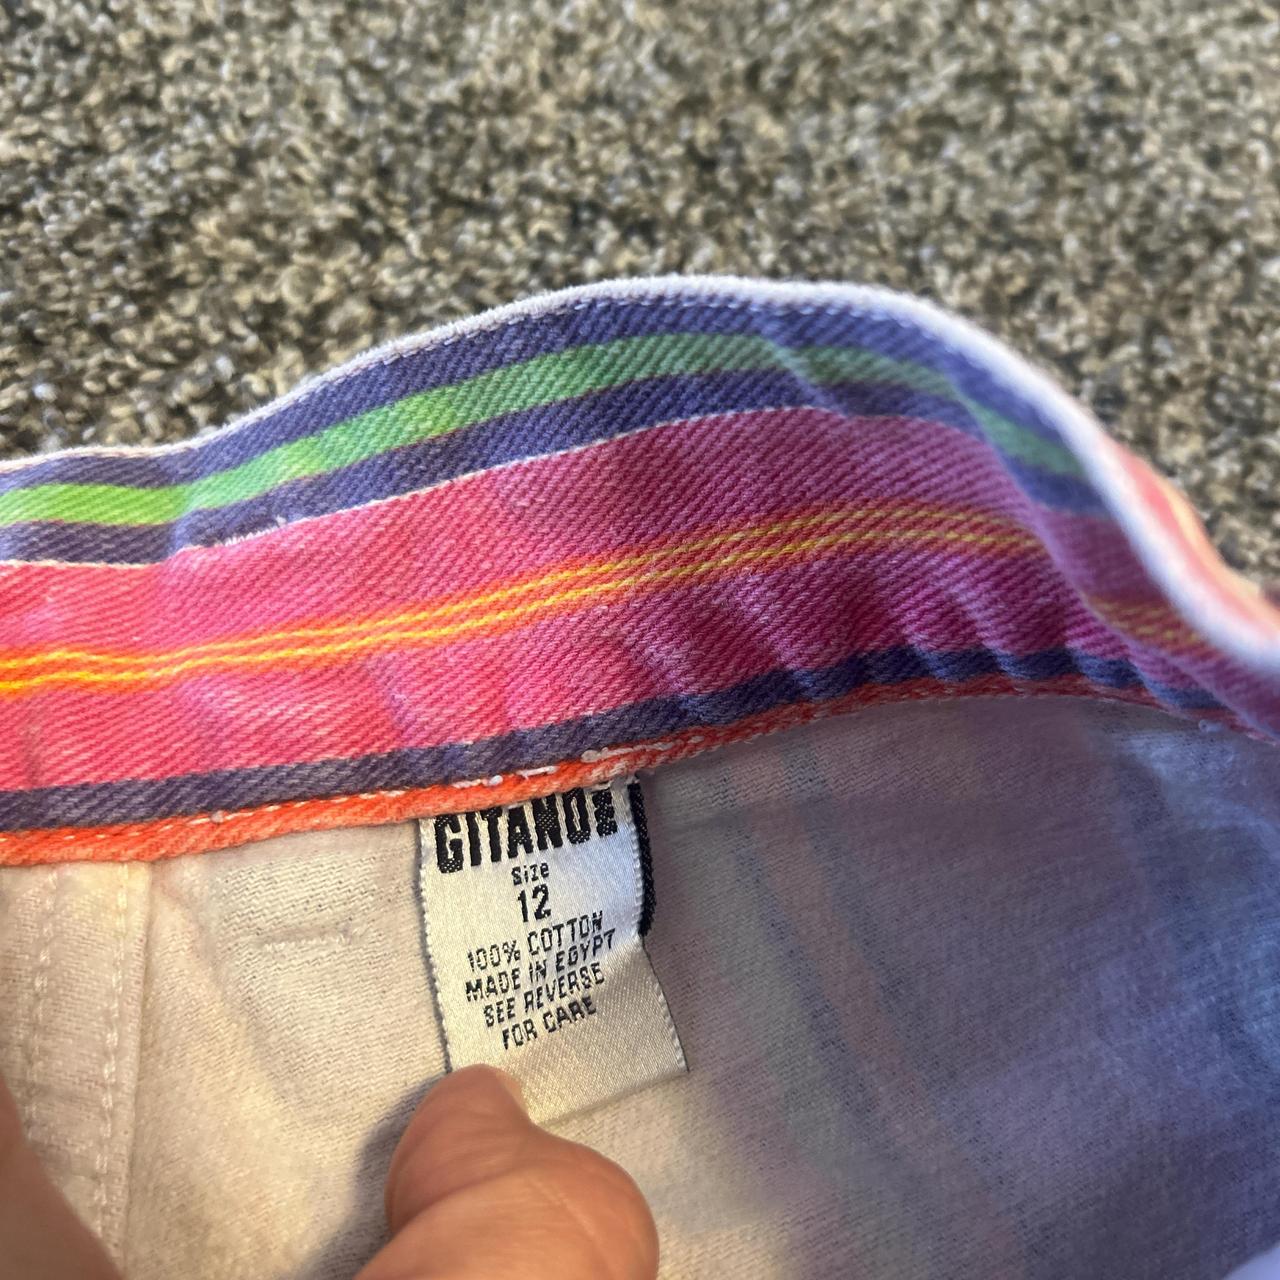 GITANO
Size
12
100% COTTON
MADE IN EGYPT
SEE REVERSE
FOR CARE